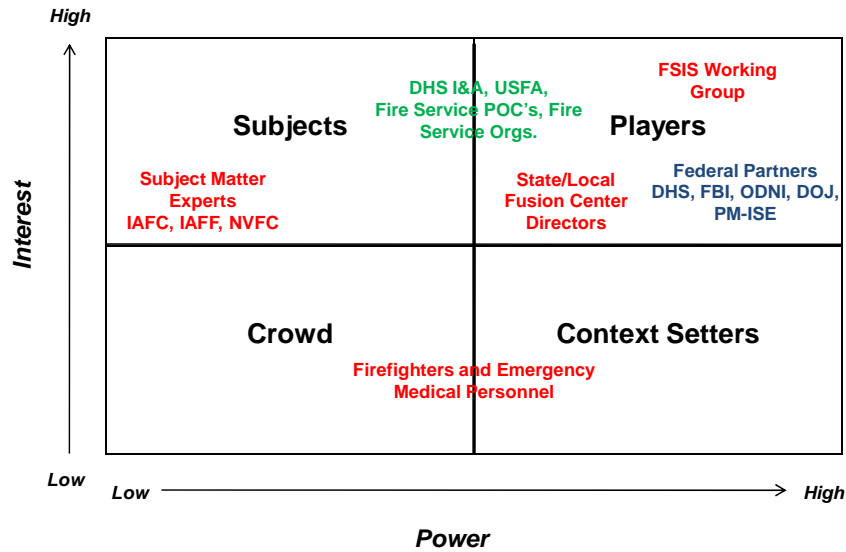 High
DHS I&A, USFA,
Fire Service POC's, Fire
Service Orgs.
FSIS Working
Group
Subjects
Players
Subject Matter
Experts
IAFC, IAFF, NVFC
State/Local
Fusion Center
Directors
Federal Partners
DHS, FBI, ODNI, DOJ,
PM-ISE
Interest
Crowd
Context Setters
Firefighters and Emergency
Medical Personnel
Low
Low
High
Power